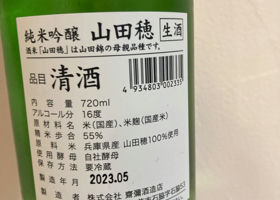 純米吟醸 山田穂 生酒
酒米「山田穂」は山田錦の母親品種です。
品目 清酒
4 934803 002335
内容量 720ml
アルコール分 16度
原材料 米(国産)、米麹(国産米)
精米歩合 55%
原料米 兵庫県産 山田穂100%使用
使用酵母 自社酵母
保存方法 要冷蔵
製造年月 2023.05
製造者 株式会社 齋彌酒造店